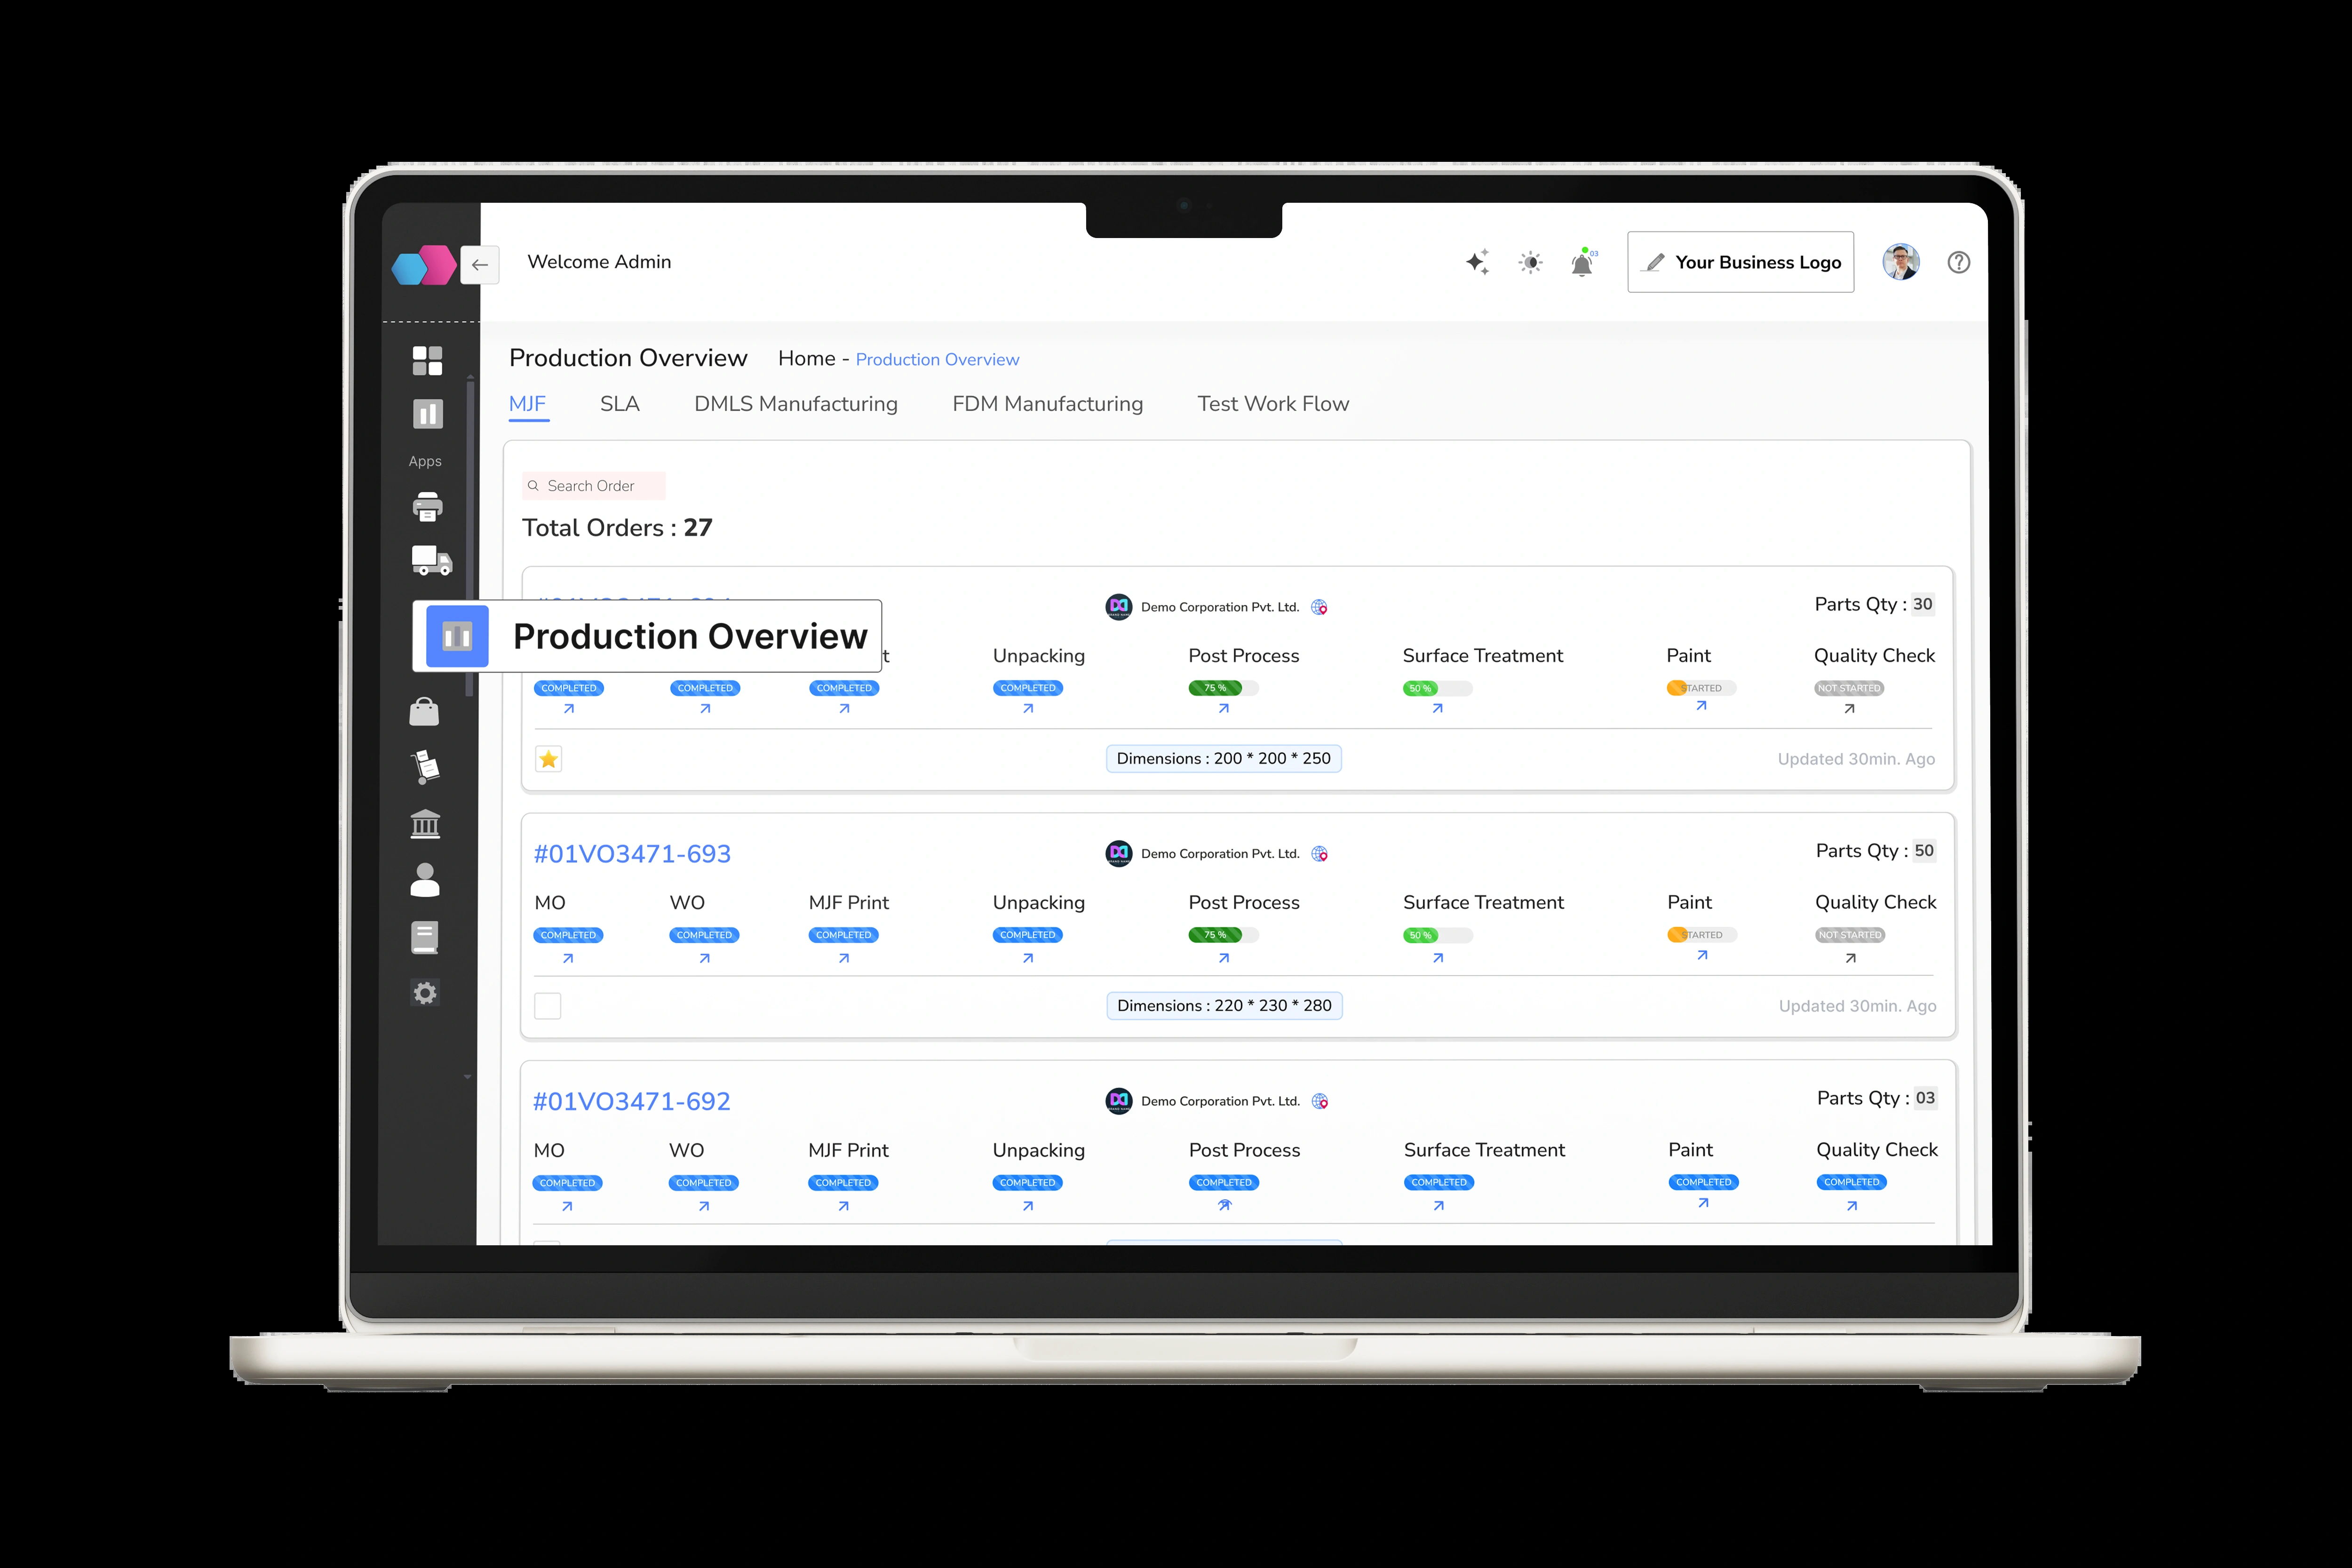 Welcome Admin
03
Your Business Logo
Production Overview Home - Production Overview
MJF SLA DMLS Manufacturing FDM Manufacturing Test Work Flow
Apps
Search Order
Total Orders : 27
Demo Corporation Pvt. Ltd. Parts Qty : 30
Production Overview
Unpacking Post Process Surface Treatment Paint Quality Check
COMPLETED COMPLETED COMPLETED COMPLETED 75 % 50 % STARTED NOT STARTED
Dimensions : 200 * 200 * 250 Updated 30min. Ago
#01VO3471-693 Demo Corporation Pvt. Ltd. Parts Qty : 50
MO WO MJF Print Unpacking Post Process Surface Treatment Paint Quality Check
COMPLETED COMPLETED COMPLETED COMPLETED 75 % 50 % STARTED NOT STARTED
Dimensions : 220 * 230 * 280 Updated 30min. Ago
#01VO3471-692 Demo Corporation Pvt. Ltd. Parts Qty : 03
MO WO MJF Print Unpacking Post Process Surface Treatment Paint Quality Check
COMPLETED COMPLETED COMPLETED COMPLETED COMPLETED COMPLETED COMPLETED COMPLETED